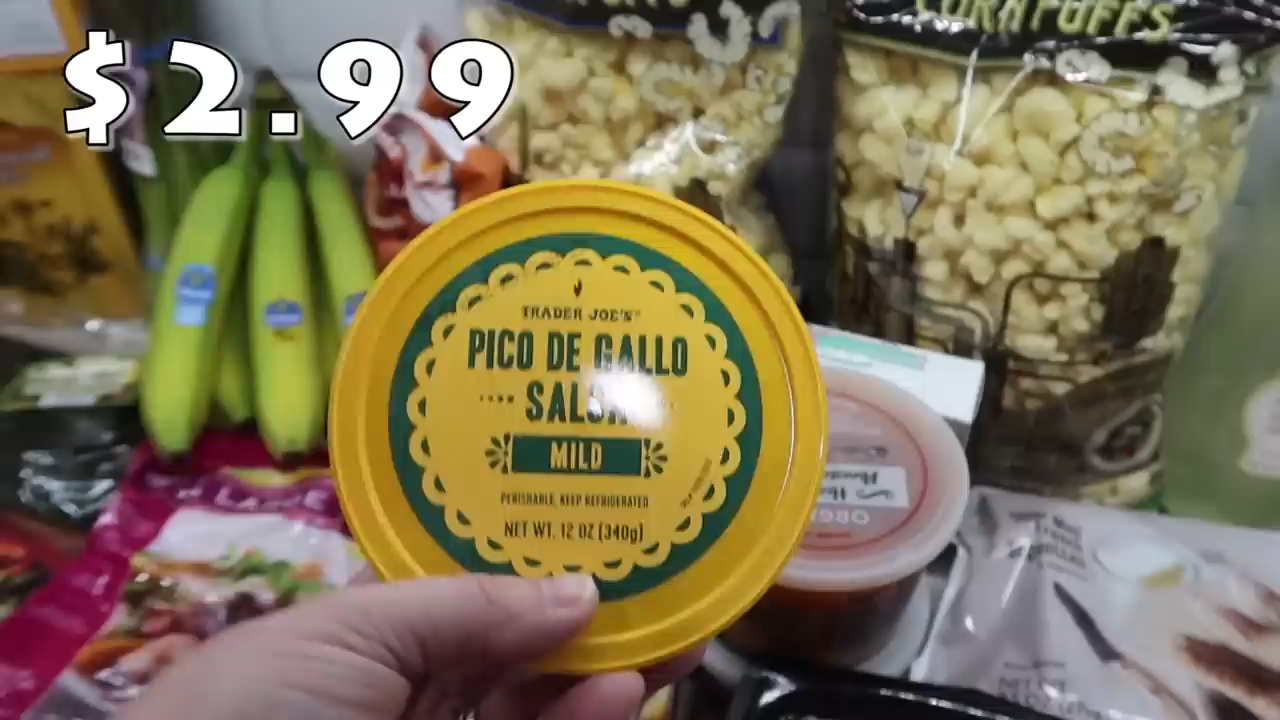 $2.99
CORN PUFFS
TRADER JOE'S
PICO DE GALLO
SALSA
MILD
PERISHABLE, KEEP REFRIGERATED
NET WT. 12 OZ (340g)